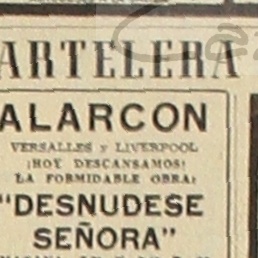 ARTELERA
ALARCON
VERSALLES y LIVERPOOL
¡HOY DESCANSAMOS!
LA FORMIDABLE OBRA:
"DESNUDESE
SEÑORA"